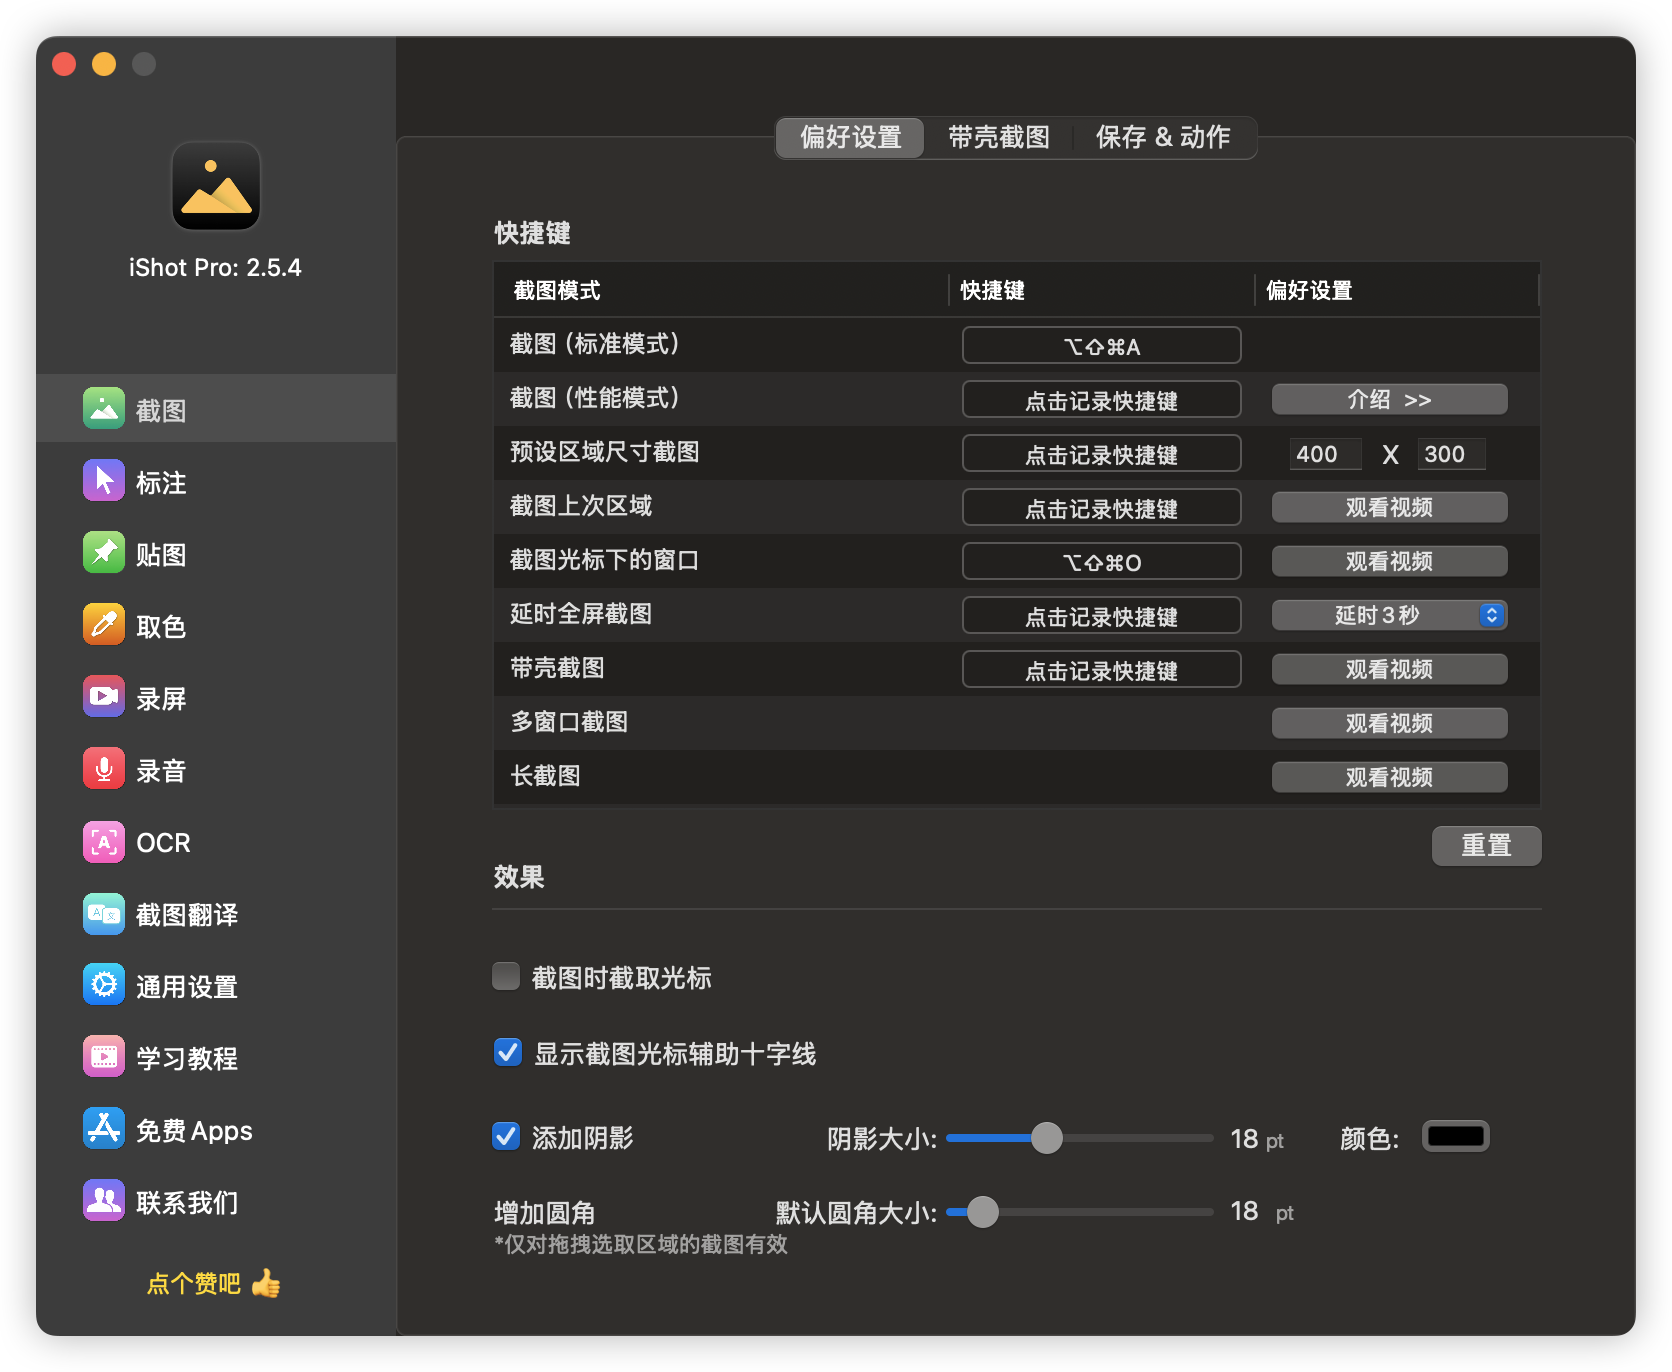 iShot Pro: 2.5.4
截图
标注
贴图
取色
录屏
录音
OCR
截图翻译
通用设置
学习教程
免费 Apps
联系我们
点个赞吧 👍
偏好设置 带壳截图 保存 & 动作
快捷键
截图模式 快捷键 偏好设置
截图 (标准模式) ⌥⇧⌘A
截图 (性能模式) 点击记录快捷键 介绍 >>
预设区域尺寸截图 点击记录快捷键 400 X 300
截图上次区域 点击记录快捷键 观看视频
截图光标下的窗口 ⌥⇧⌘O 观看视频
延时全屏截图 点击记录快捷键 延时 3 秒
带壳截图 点击记录快捷键 观看视频
多窗口截图 观看视频
长截图 观看视频
重置
效果
截图时截取光标
显示截图光标辅助十字线
添加阴影 阴影大小: 18 pt 颜色:
增加圆角 默认圆角大小: 18 pt
*仅对拖拽选取区域的截图有效